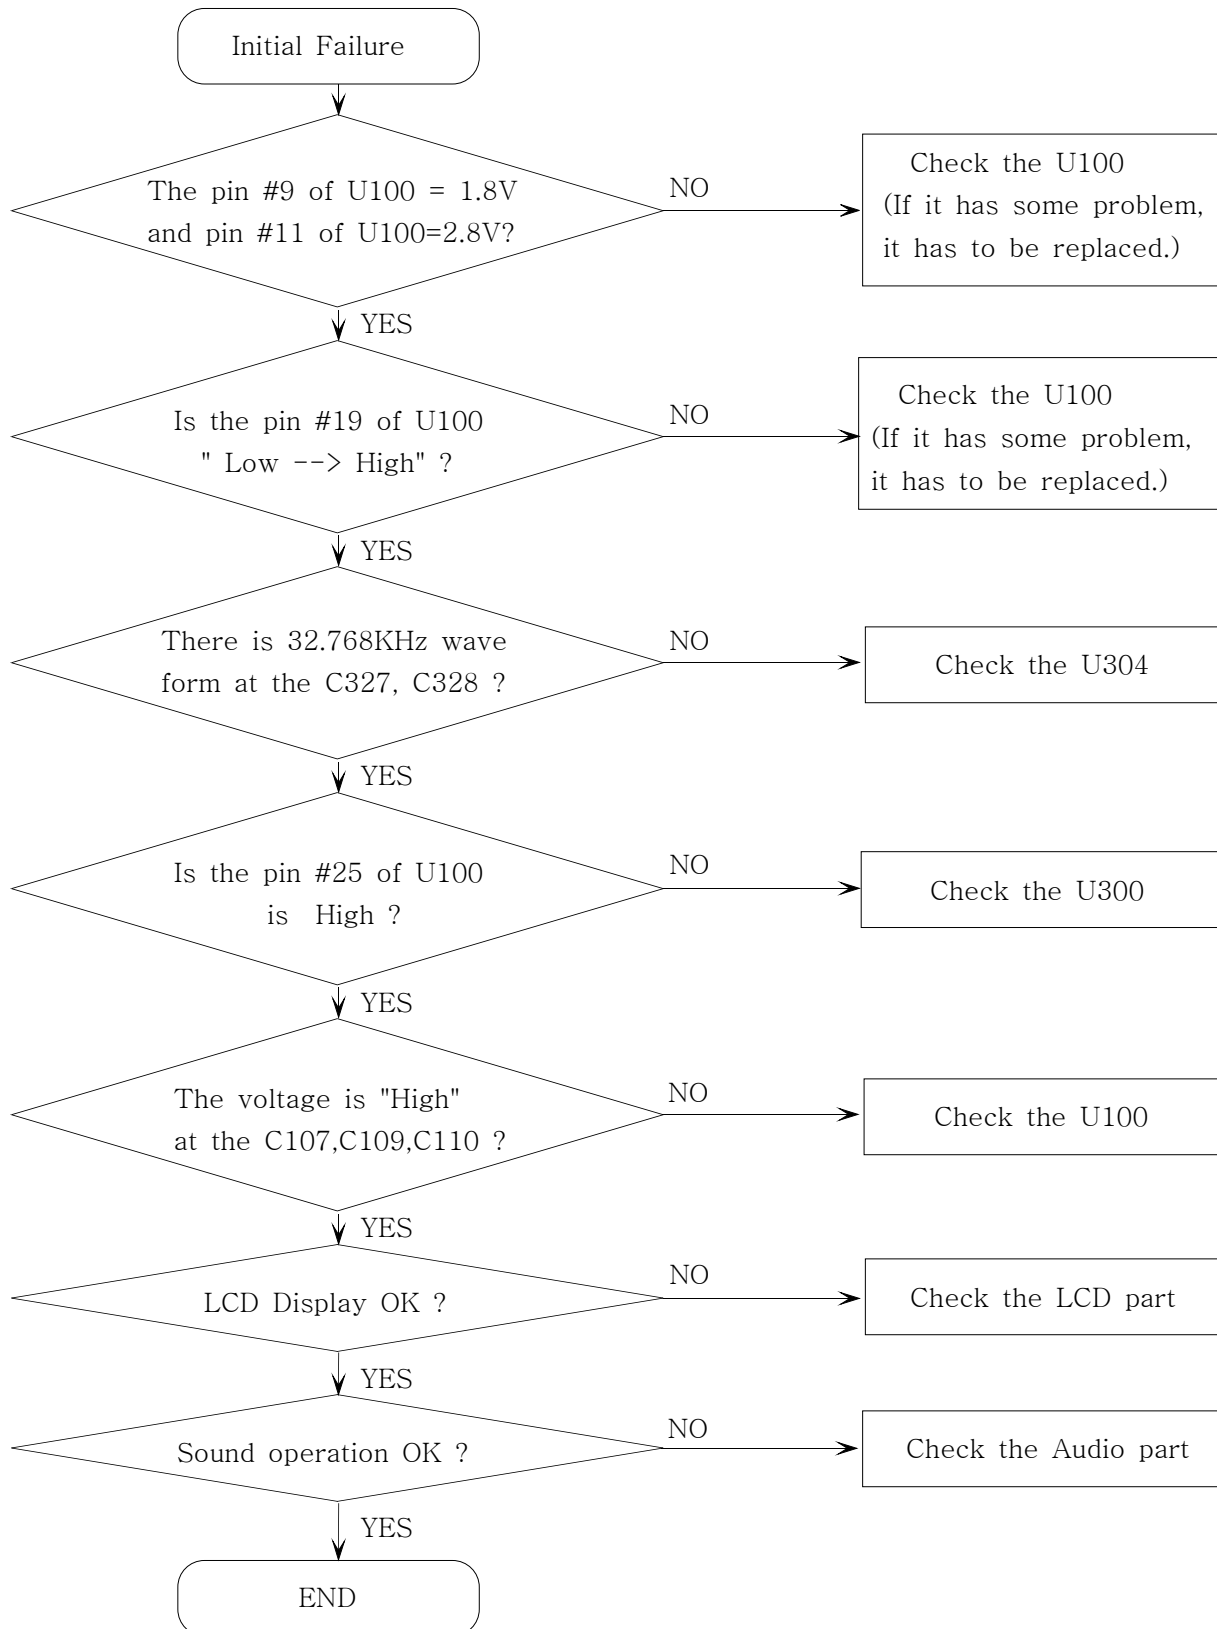 Initial Failure
The pin #9 of U100 = 1.8V
and pin #11 of U100=2.8V?
NO
Check the U100
(If it has some problem,
it has to be replaced.)
YES
Is the pin #19 of U100
" Low --> High" ?
NO
Check the U100
(If it has some problem,
it has to be replaced.)
YES
There is 32.768KHz wave
form at the C327, C328 ?
NO
Check the U304
YES
Is the pin #25 of U100
is High ?
NO
Check the U300
YES
The voltage is "High"
at the C107,C109,C110 ?
NO
Check the U100
YES
LCD Display OK ?
NO
Check the LCD part
YES
Sound operation OK ?
NO
Check the Audio part
YES
END